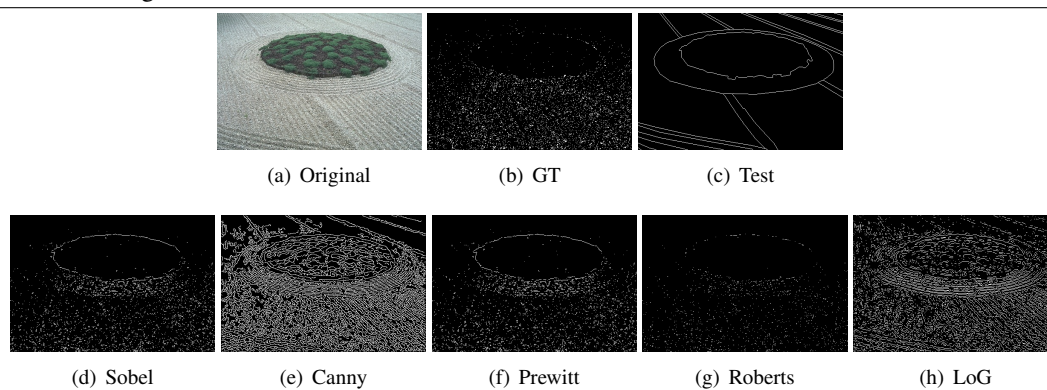 (a) Original (b) GT (c) Test
(d) Sobel (e) Canny (f) Prewitt (g) Roberts (h) LoG